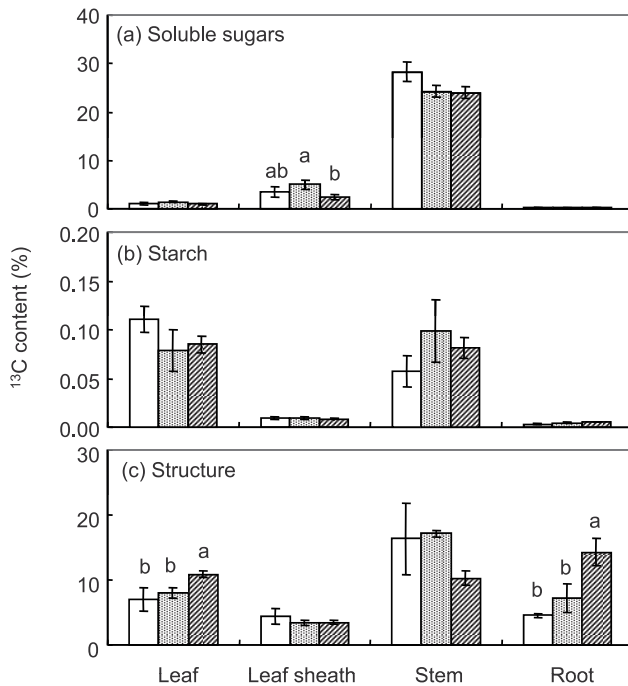 (a) Soluble sugars
40
30
20
10
0
ab a b
(b) Starch
0.20
0.15
0.10
0.05
0.00
¹³C content (%)
(c) Structure
30
20
10
0
b b a
b b a
Leaf Leaf sheath Stem Root